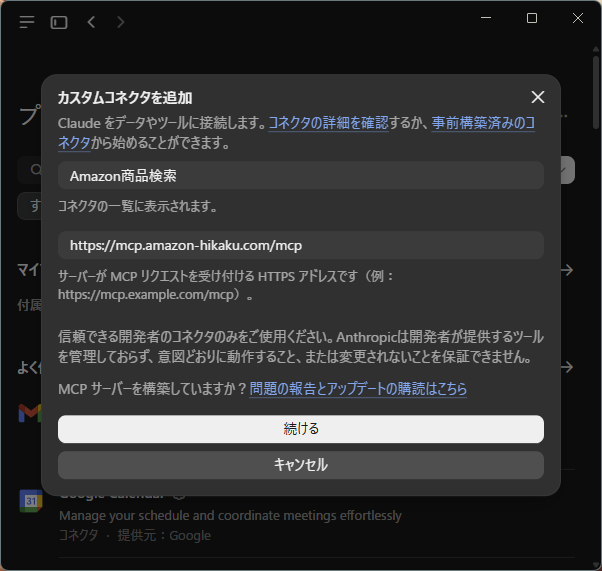 プ
カスタムコネクタを追加
Claude をデータやツールに接続します。コネクタの詳細を確認するか、事前構築済みのコ
ネクタから始めることができます。
Amazon商品検索
コネクタの一覧に表示されます。
https://mcp.amazon-hikaku.com/mcp
サーバーが MCP リクエストを受け付ける HTTPS アドレスです（例：
https://mcp.example.com/mcp）。
信頼できる開発者のコネクタのみをご使用ください。Anthropicは開発者が提供するツール
を管理しておらず、意図どおりに動作すること、または変更されないことを保証できません。
MCP サーバーを構築していますか？問題の報告とアップデートの購読はこちら
続ける
キャンセル
す
マイ
付属
よく
31
Google Calendar
Manage your schedule and coordinate meetings effortlessly
コネクタ · 提供元：Google